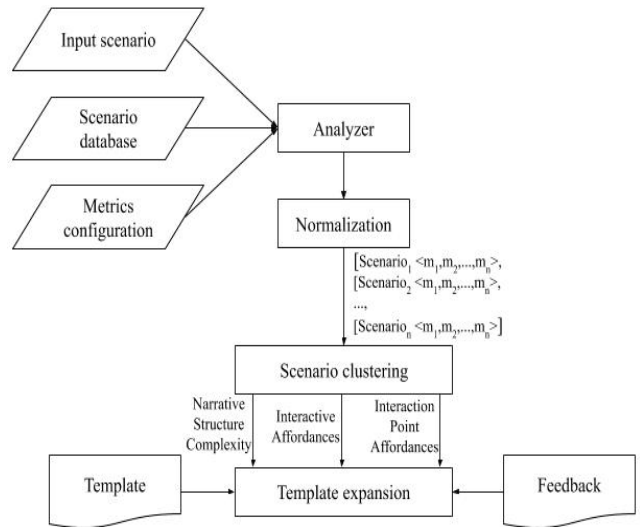 Input scenario
Scenario
database
Metrics
configuration
Analyzer
Normalization
[Scenario1 <m1,m2,...,mn>,
[Scenario2 <m1,m2,...,mn>,
...,
[Scenarion <m1,m2,...,mn>]
Scenario clustering
Narrative
Structure
Complexity
Interactive
Affordances
Interaction
Point
Affordances
Template
Template expansion
Feedback